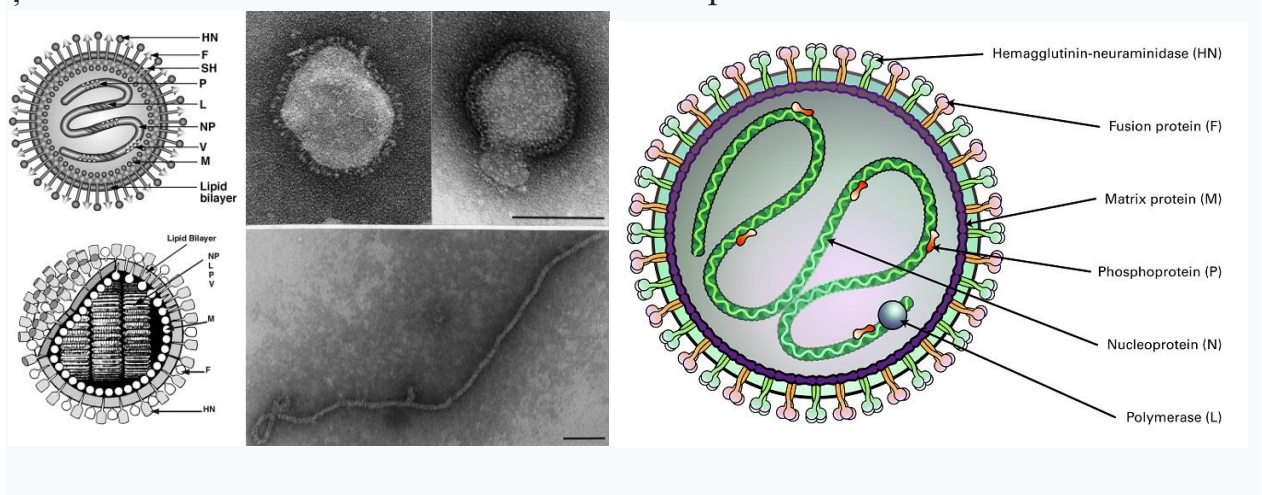 HN
F
SH
P
L
NP
V
M
Lipid
bilayer
Lipid Bilayer
NP
L
P
V
M
F
HN
Hemagglutinin-neuraminidase (HN)
Fusion protein (F)
Matrix protein (M)
Phosphoprotein (P)
Nucleoprotein (N)
Polymerase (L)